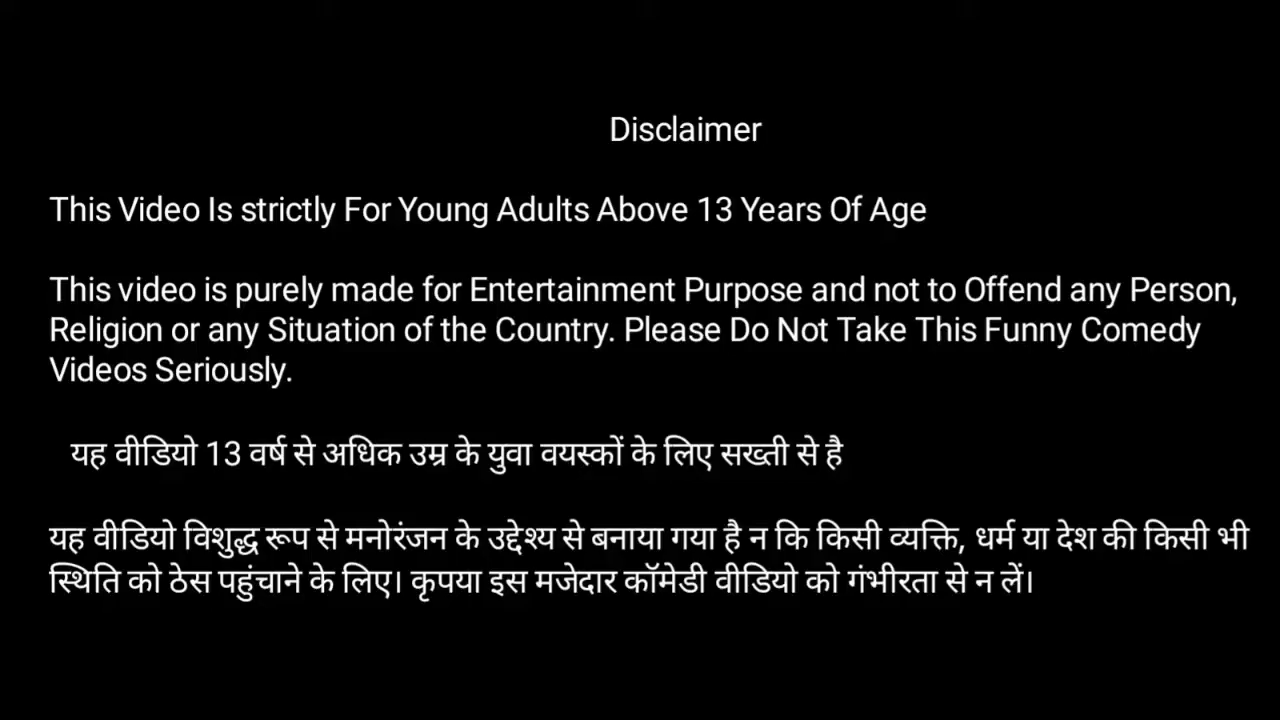 Disclaimer
This Video Is strictly For Young Adults Above 13 Years Of Age
This video is purely made for Entertainment Purpose and not to Offend any Person,
Religion or any Situation of the Country. Please Do Not Take This Funny Comedy
Videos Seriously.
यह वीडियो 13 वर्ष से अधिक उम्र के युवा वयस्कों के लिए सख्ती से है
यह वीडियो विशुद्ध रूप से मनोरंजन के उद्देश्य से बनाया गया है न कि किसी व्यक्ति, धर्म या देश की किसी भी
स्थिति को ठेस पहुंचाने के लिए। कृपया इस मजेदार कॉमेडी वीडियो को गंभीरता से न लें।